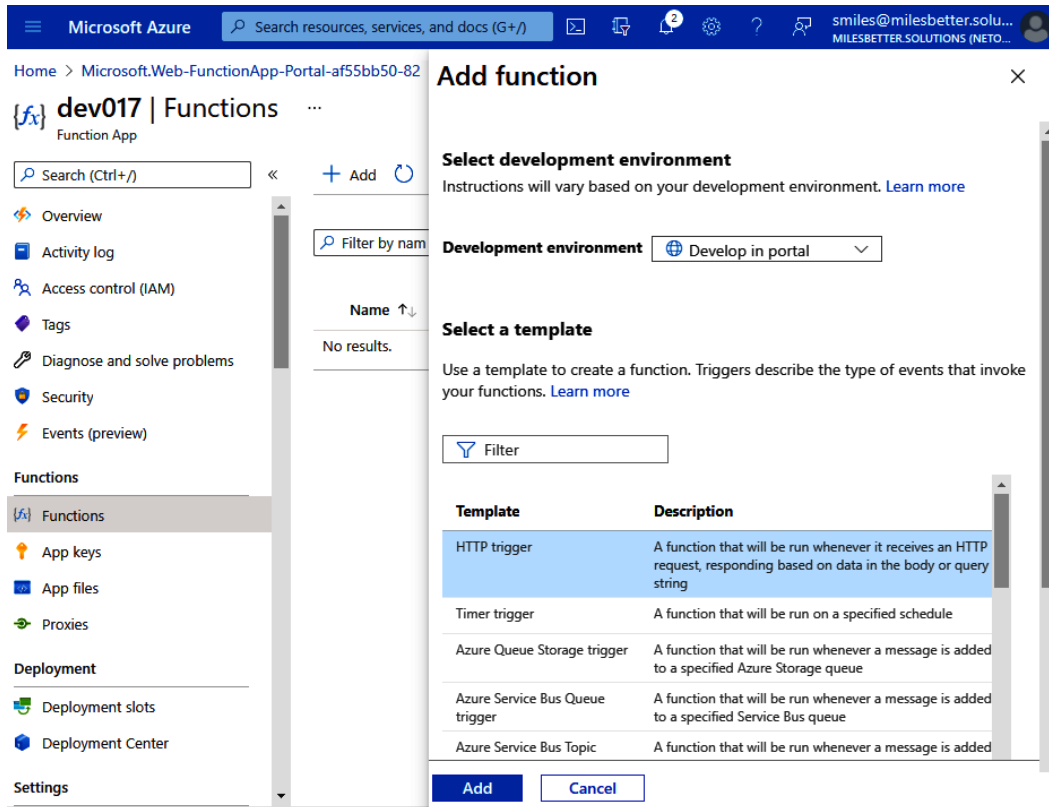 Microsoft Azure
Search resources, services, and docs (G+/)
2
smiles@milesbetter.solu...
MILESBETTER.SOLUTIONS (NETO...
Home > Microsoft.Web-FunctionApp-Portal-af55bb50-82
{fx} dev017 | Functions ...
Function App
Search (Ctrl+/)
«
Overview
Activity log
Access control (IAM)
Tags
Diagnose and solve problems
Security
Events (preview)
Functions
{fx} Functions
App keys
App files
Proxies
Deployment
Deployment slots
Deployment Center
Settings
+ Add
Filter by nam
Name ↑↓
No results.
Add function
Select development environment
Instructions will vary based on your development environment. Learn more
Development environment Develop in portal
Select a template
Use a template to create a function. Triggers describe the type of events that invoke
your functions. Learn more
Filter
Template Description
HTTP trigger A function that will be run whenever it receives an HTTP
request, responding based on data in the body or query
string
Timer trigger A function that will be run on a specified schedule
Azure Queue Storage trigger A function that will be run whenever a message is added
to a specified Azure Storage queue
Azure Service Bus Queue A function that will be run whenever a message is added
trigger to a specified Service Bus queue
Azure Service Bus Topic A function that will be run whenever a message is added
Add Cancel